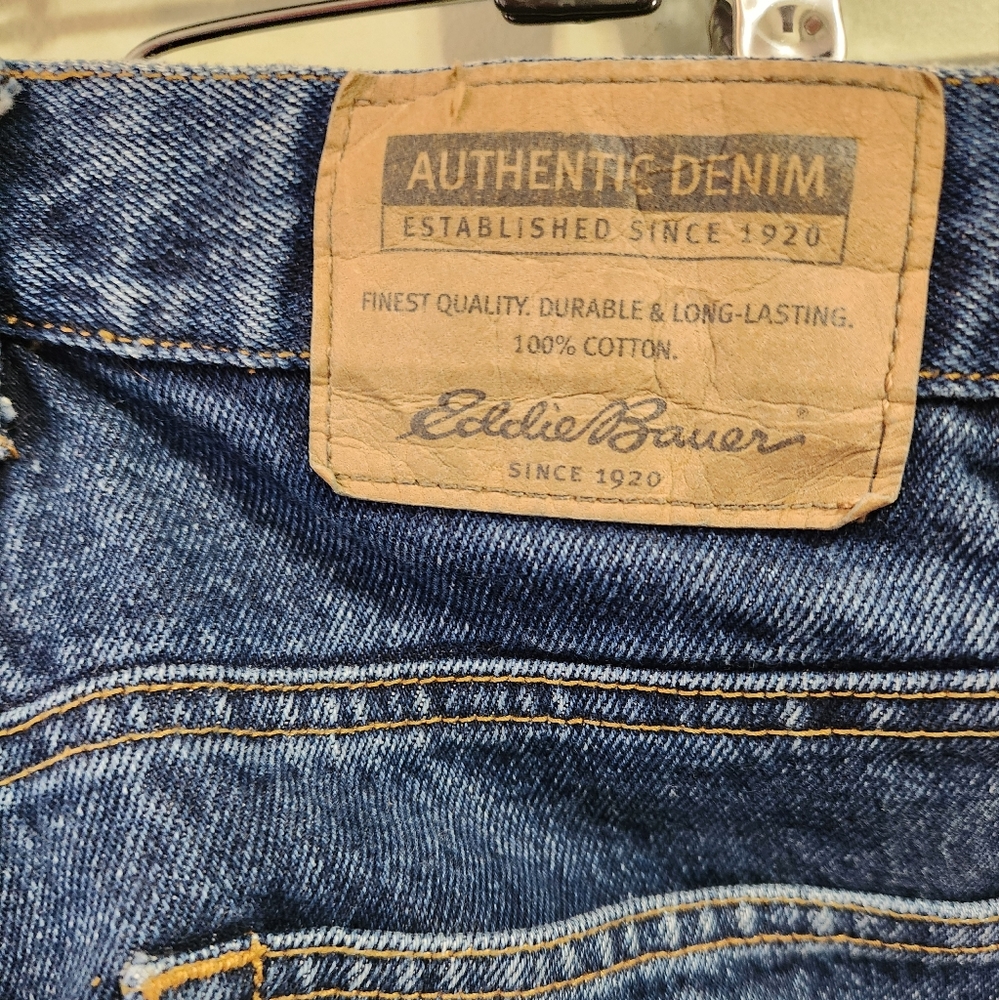 AUTHENTIC DENIM
ESTABLISHED SINCE 1920
FINEST QUALITY. DURABLE & LONG-LASTING.
100% COTTON.
Eddie Bauer®
SINCE 1920